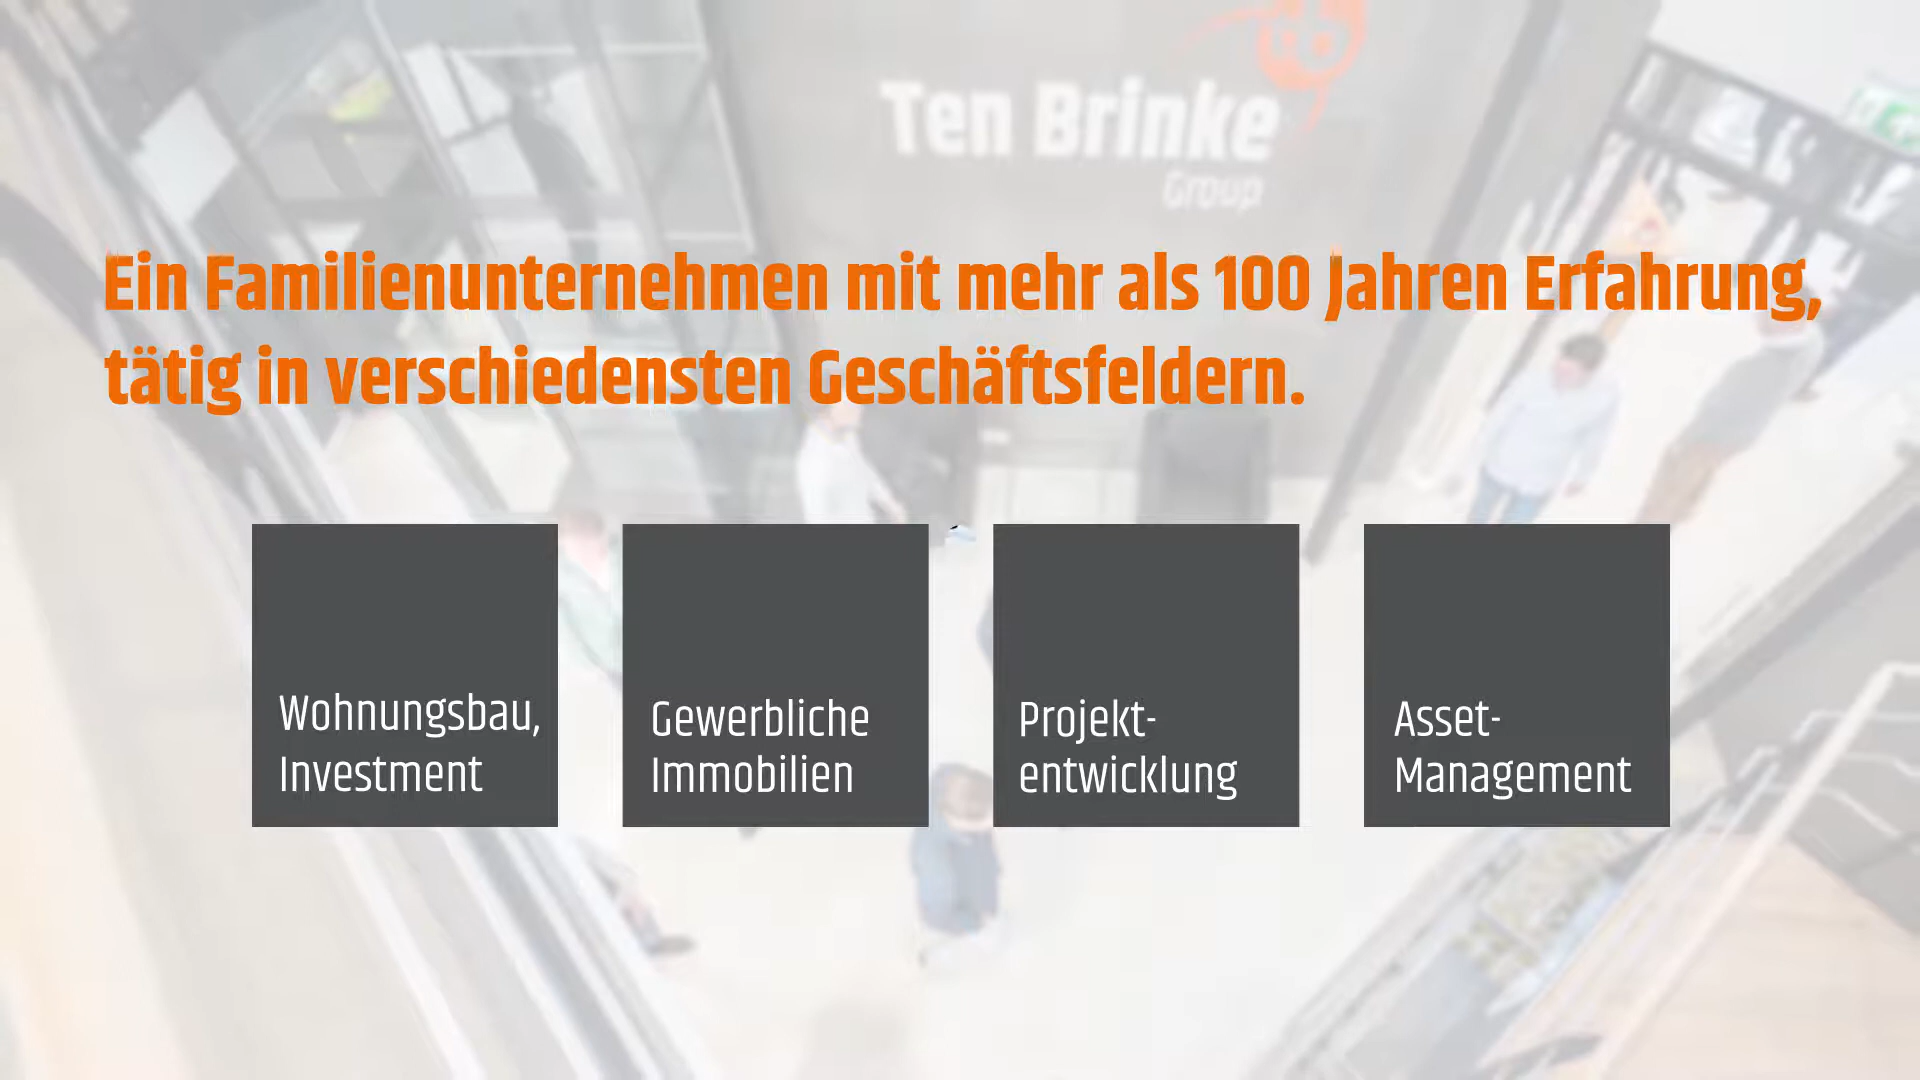 Ten Brinke
Group
Ein Familienunternehmen mit mehr als 100 Jahren Erfahrung,
tätig in verschiedensten Geschäftsfeldern.
Wohnungsbau,
Investment
Gewerbliche
Immobilien
Projekt-
entwicklung
Asset-
Management